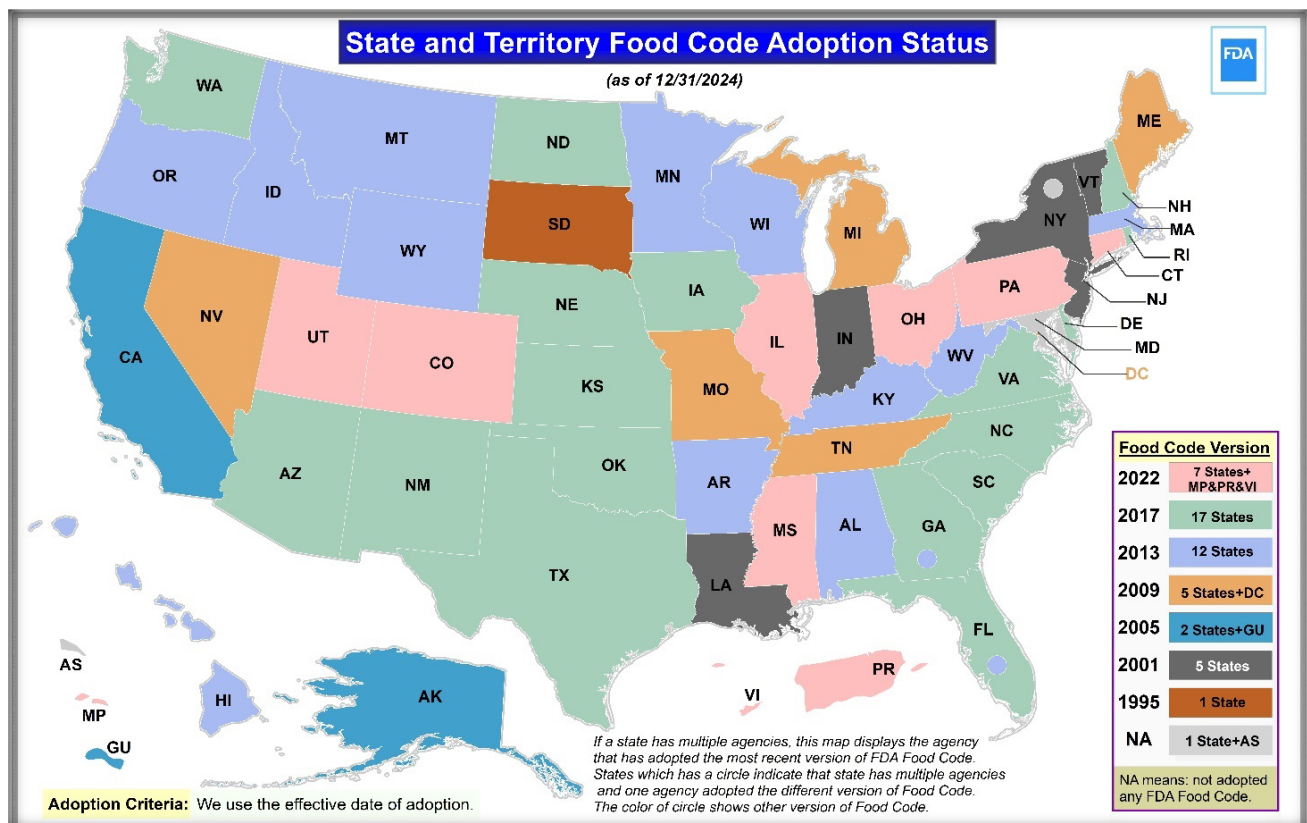 State and Territory Food Code Adoption Status
(as of 12/31/2024)
FDA
WA
MT
ND
MN
ME
OR
ID
WY
SD
WI
MI
VT
NY
NH
MA
RI
CT
NJ
DE
MD
DC
NV
UT
CA
CO
NE
IA
IL
IN
OH
PA
WV
VA
KS
MO
KY
NC
TN
AZ
NM
OK
AR
SC
MS
AL
GA
TX
LA
FL
AS
MP
GU
HI
AK
VI
PR
Food Code Version
2022 7 States+
MP&PR&VI
2017 17 States
2013 12 States
2009 5 States+DC
2005 2 States+GU
2001 5 States
1995 1 State
NA 1 State+AS
NA means: not adopted
any FDA Food Code.
If a state has multiple agencies, this map displays the agency
that has adopted the most recent version of FDA Food Code.
States which has a circle indicate that state has multiple agencies
and one agency adopted the different version of Food Code.
The color of circle shows other version of Food Code.
Adoption Criteria: We use the effective date of adoption.